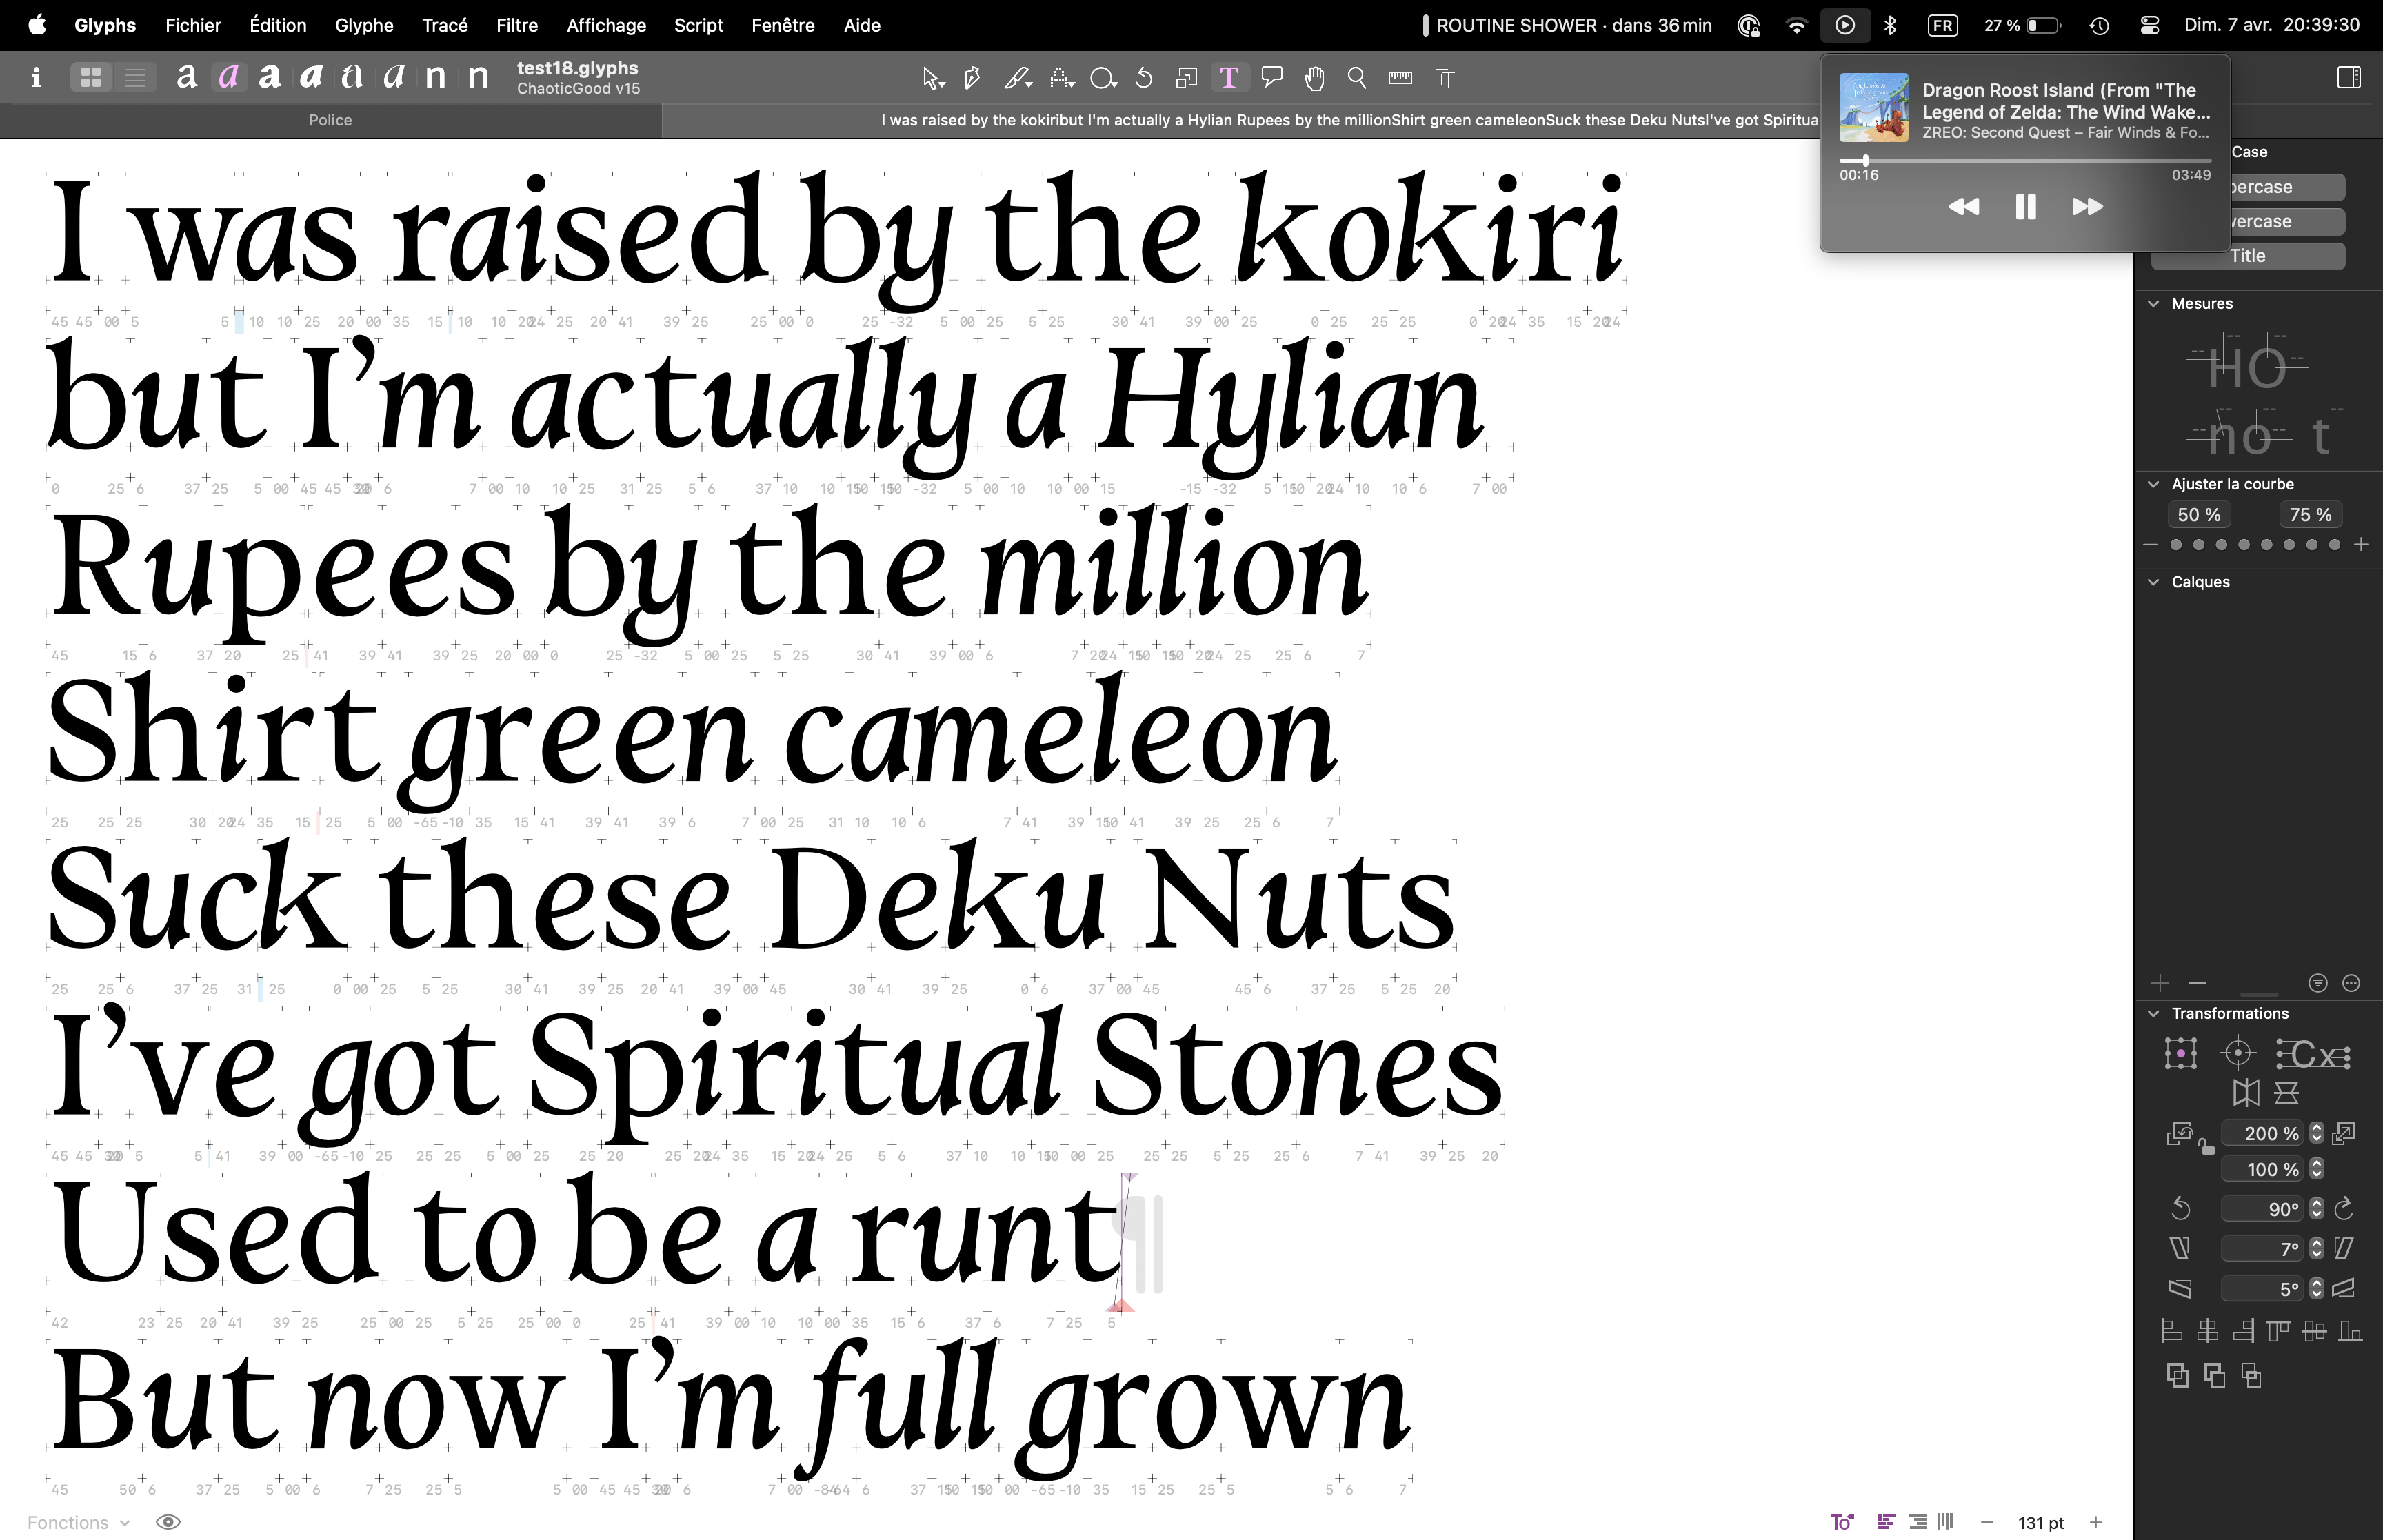 Glyphs Fichier Édition Glyphe Tracé Filtre Affichage Script Fenêtre Aide
ROUTINE SHOWER · dans 36 min FR 27 % Dim. 7 avr. 20:39:30
a a a a a a n n
test18.glyphs
ChaoticGood v15
Police
I was raised by the kokiribut I'm actually a Hylian Rupees by the millionShirt green cameleonSuck these Deku NutsI've got Spiritua
Dragon Roost Island (From "The
Legend of Zelda: The Wind Wake...
ZREO: Second Quest – Fair Winds & Fo...
00:16 03:49
I was raised by the kokiri
but I’m actually a Hylian
Rupees by the million
Shirt green cameleon
Suck these Deku Nuts
I’ve got Spiritual Stones
Used to be a runt¶
But now I’m full grown
Case
percase
vercase
Title
Mesures
HO
no t
Ajuster la courbe
50 % 75 %
Calques
Transformations
Cx
200 %
100 %
90°
7°
5°
Fonctions
131 pt